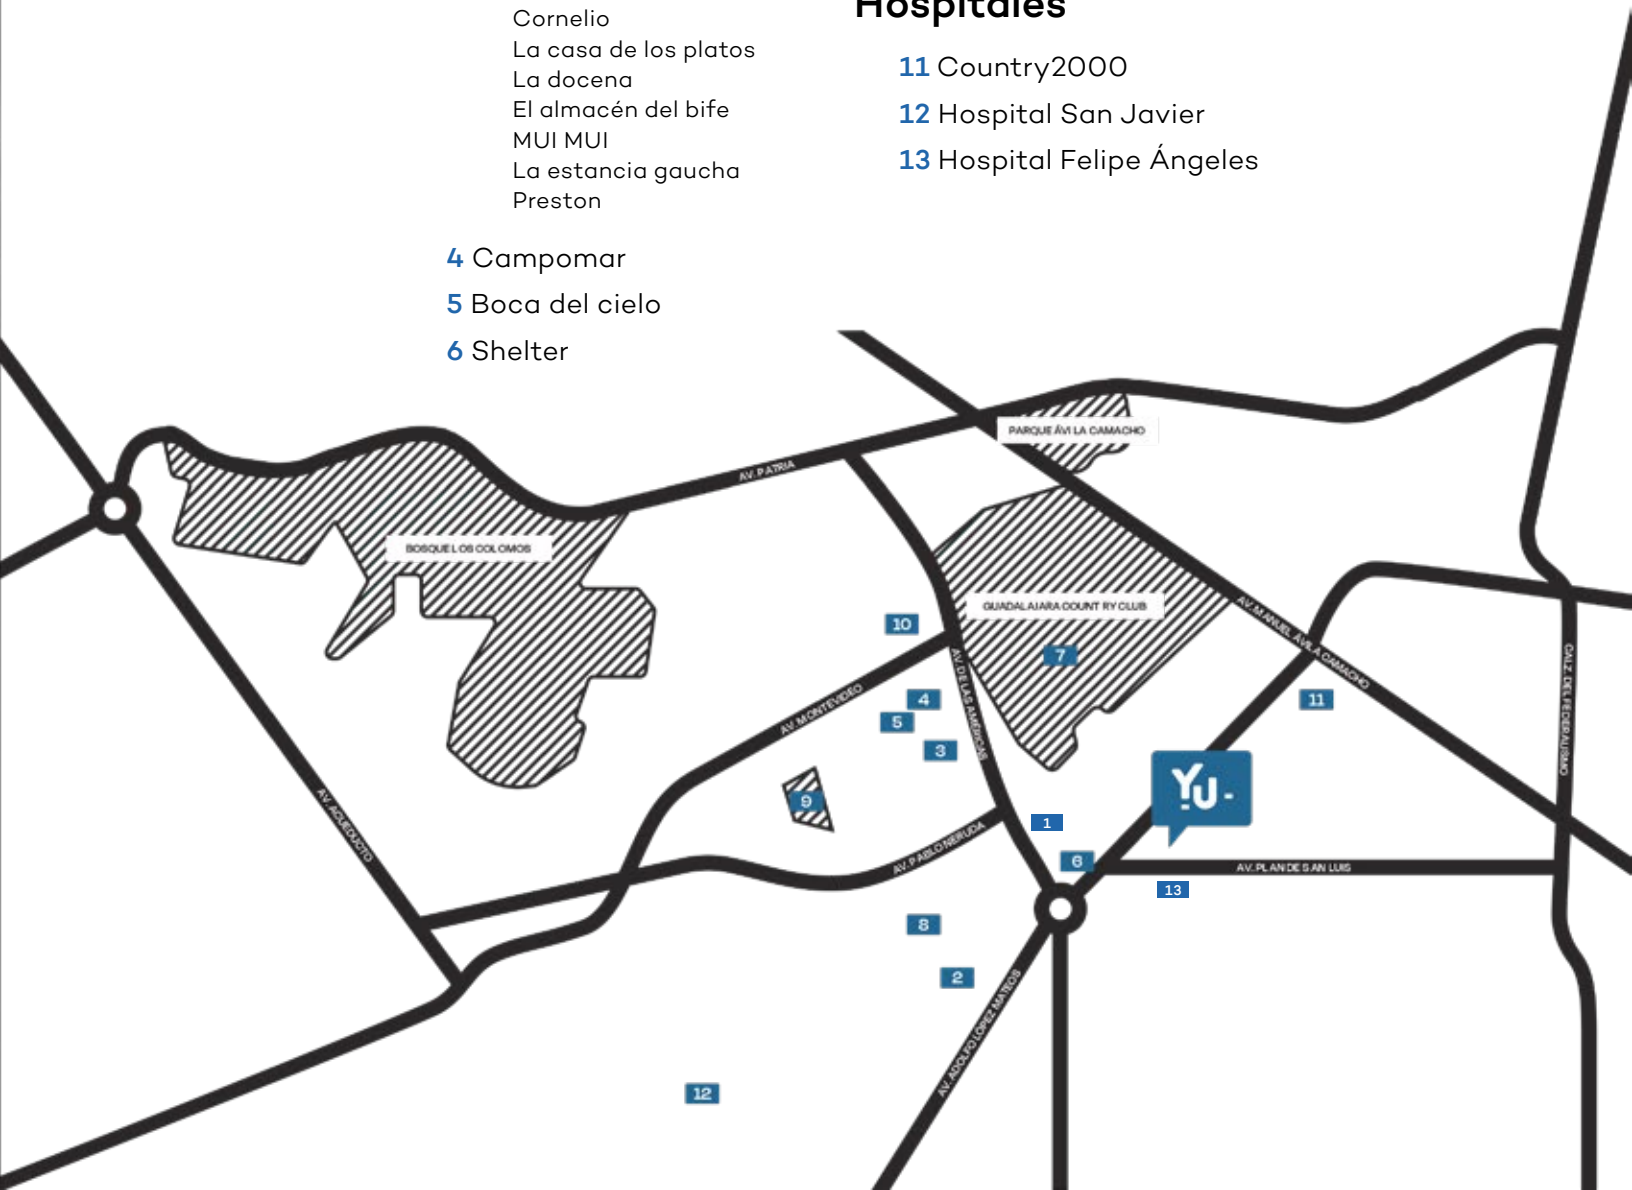 Cornelio
La casa de los platos
La docena
El almacén del bife
MUI MUI
La estancia gaucha
Preston
4 Campomar
5 Boca del cielo
6 Shelter
Hospitales
11 Country2000
12 Hospital San Javier
13 Hospital Felipe Ángeles
PARQUE ÁVILA CAMACHO
AV. PATRIA
BOSQUE LOS COLOMOS
GUADALAJARA COUNTRY CLUB
AV. MANUEL ÁVILA CAMACHO
10
7
AV. DE LAS AMÉRICAS
AV. MONTEVIDEO
4
11
5
3
CALZ. DEL FEDERALISMO
YU-
9
AV. ACUEDUCTO
1
AV. PABLO NERUDA
6
AV. PLAN DE SAN LUIS
13
8
2
AV. ADOLFO LÓPEZ MATEOS
12